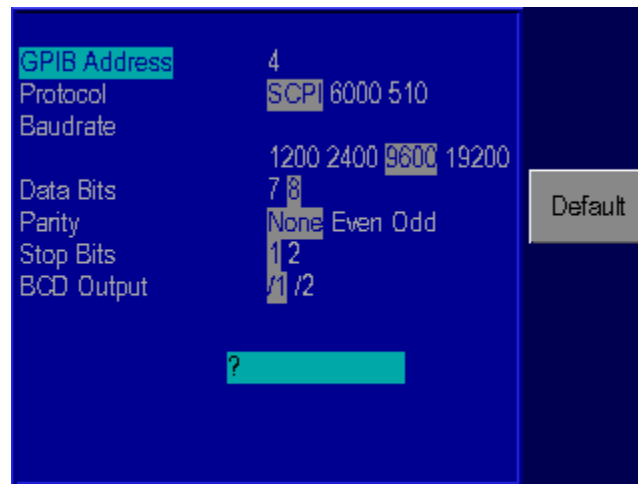 GPIB Address 4
Protocol SCPI 6000 510
Baudrate
1200 2400 9600 19200
Data Bits 7 8
Parity None Even Odd
Stop Bits 1 2
BCD Output /1 /2
?
Default